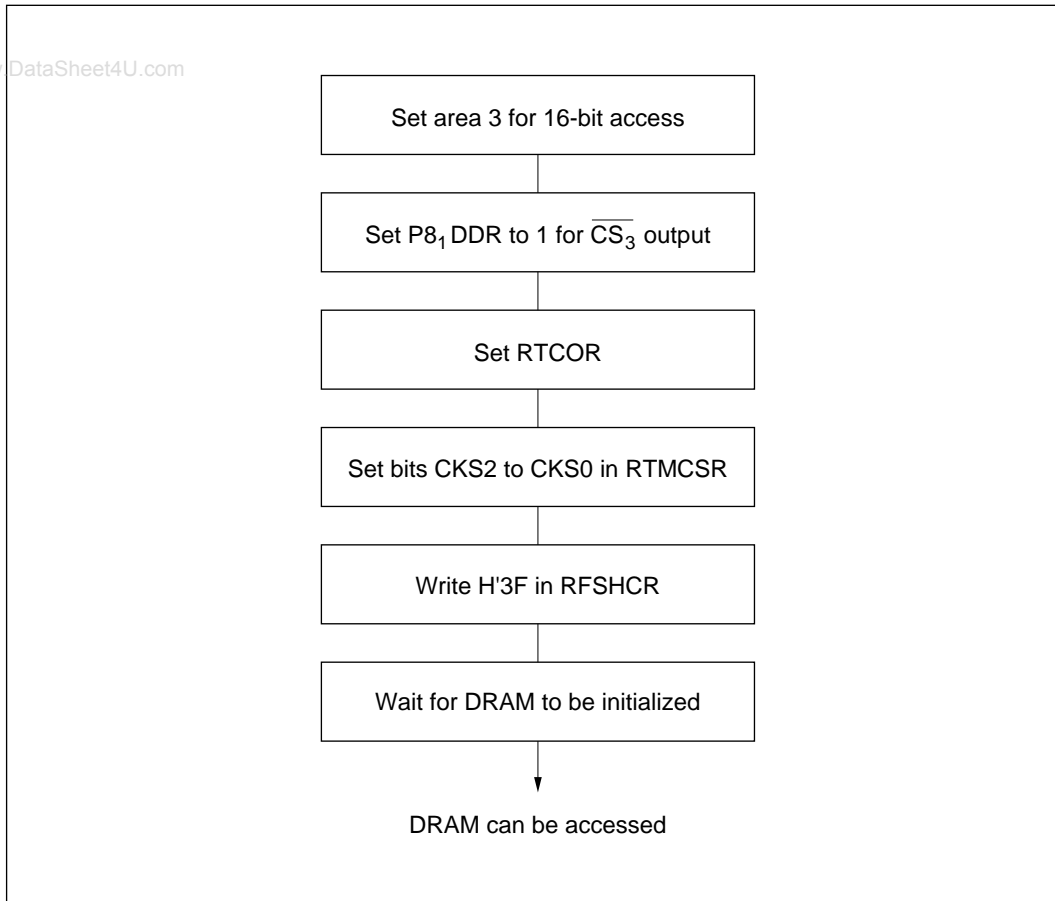 .DataSheet4U.com
Set area 3 for 16-bit access
Set P8₁ DDR to 1 for C̅S̅₃̅ output
Set RTCOR
Set bits CKS2 to CKS0 in RTMCSR
Write H'3F in RFSHCR
Wait for DRAM to be initialized
DRAM can be accessed